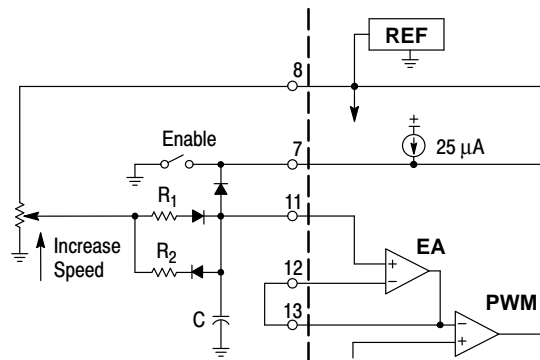 REF
8
Enable
7
25 μA
R1
11
Increase
Speed
EA
R2
12
13
PWM
C
+
−
−
+